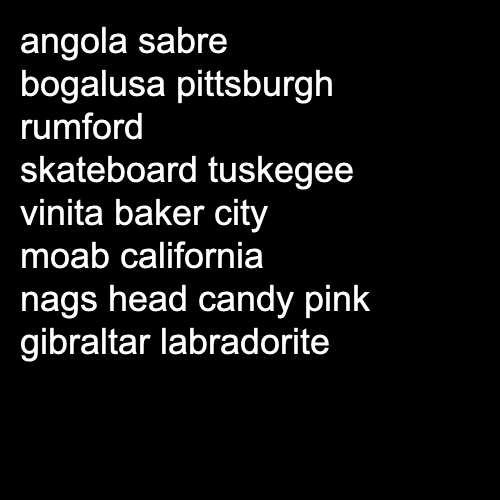 angola sabre
bogalusa pittsburgh
rumford
skateboard tuskegee
vinita baker city
moab california
nags head candy pink
gibraltar labradorite